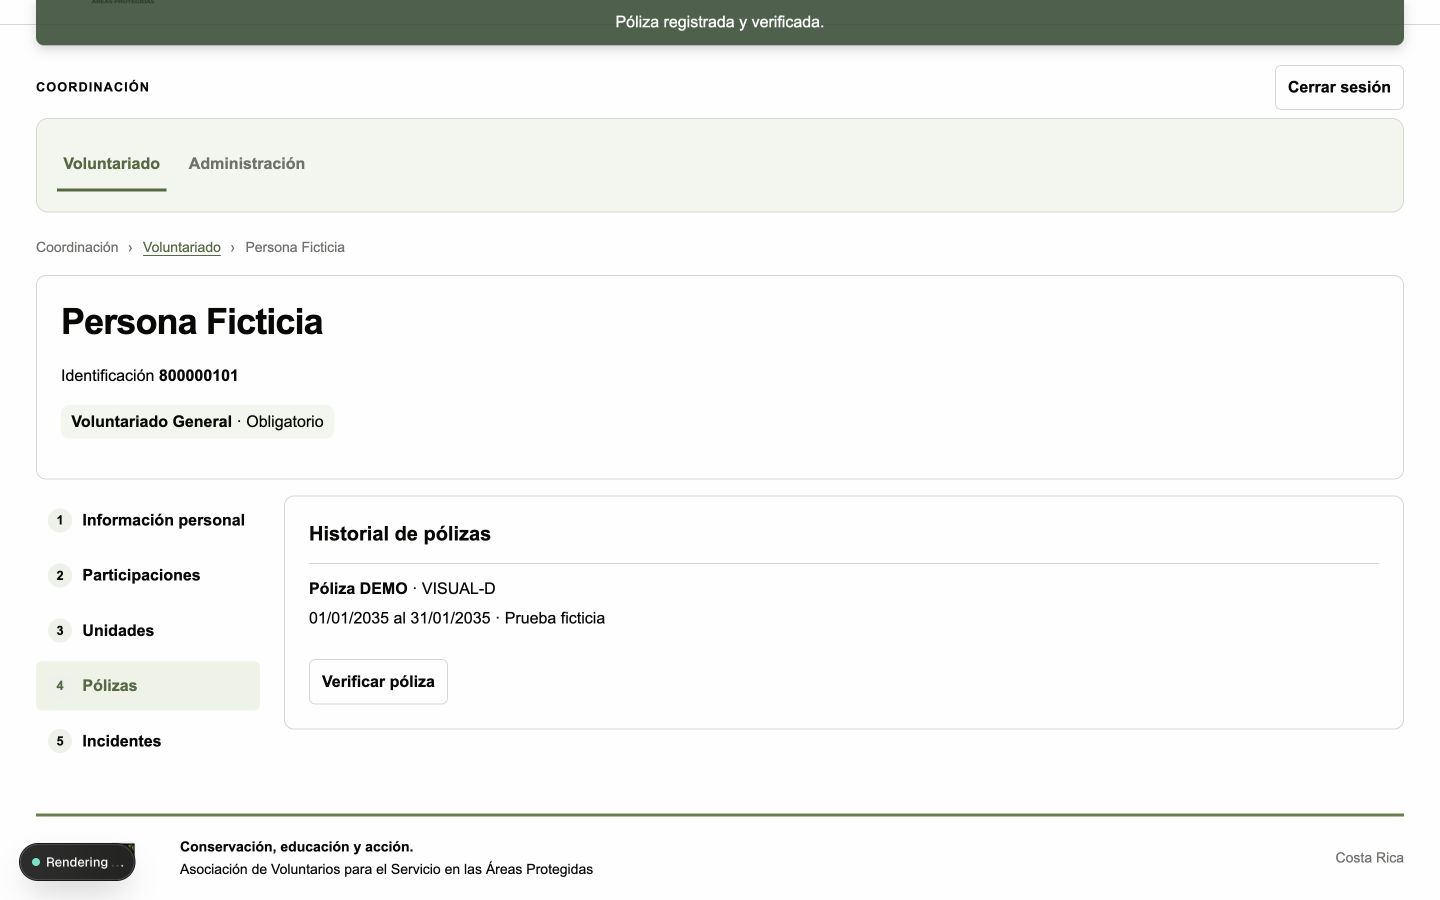 ÁREAS PROTEGIDAS
Póliza registrada y verificada.
COORDINACIÓN
Cerrar sesión
Voluntariado
Administración
Coordinación › Voluntariado › Persona Ficticia
Persona Ficticia
Identificación 800000101
Voluntariado General · Obligatorio
1 Información personal
2 Participaciones
3 Unidades
4 Pólizas
5 Incidentes
Historial de pólizas
Póliza DEMO · VISUAL-D
01/01/2035 al 31/01/2035 · Prueba ficticia
Verificar póliza
Rendering ...
Conservación, educación y acción.
Asociación de Voluntarios para el Servicio en las Áreas Protegidas
Costa Rica